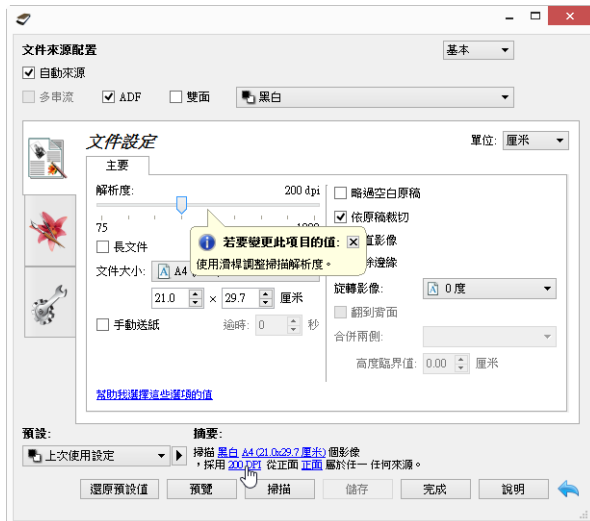 文件來源配置
基本
自動來源
多串流
ADF
雙面
黑白
文件設定
單位: 厘米
主要
解析度:
200 dpi
75
略過空白原稿
依原稿裁切
若要變更此項目的值:
使用滑桿調整掃描解析度。
長文件
文件大小: A4
21.0 × 29.7 厘米
手動送紙
逾時: 0 秒
旋轉影像: 0 度
翻到背面
合併兩側:
高度臨界值: 0.00 厘米
幫助我選擇這些選項的值
預設:
摘要:
上次使用設定
掃描 黑白 A4 (21.0x29.7 厘米) 個影像
，採用 200 DPI 從正面 正面 屬於任一 任何來源。
還原預設值
預覽
掃描
儲存
完成
說明